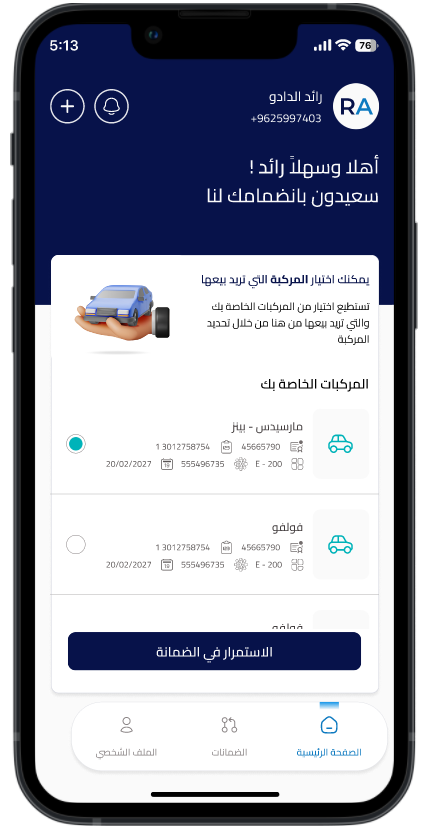 5:13
76
رائد الدادو
+9625997403
RA
أهلا وسهلاً رائد !
سعيدون بانضمامك لنا
يمكنك اختيار المركبة التي تريد بيعها
تستطيع اختيار من المركبات الخاصة بك
والتي تريد بيعها من هنا من خلال تحديد
المركبة
المركبات الخاصة بك
مارسيدس - بينز
45665790 1 3012758754
E - 200 555496735 20/02/2027
فولفو
45665790 1 3012758754
E - 200 555496735 20/02/2027
فولفو
الاستمرار في الضمانة
الصفحة الرئيسية
الضمانات
الملف الشخصي